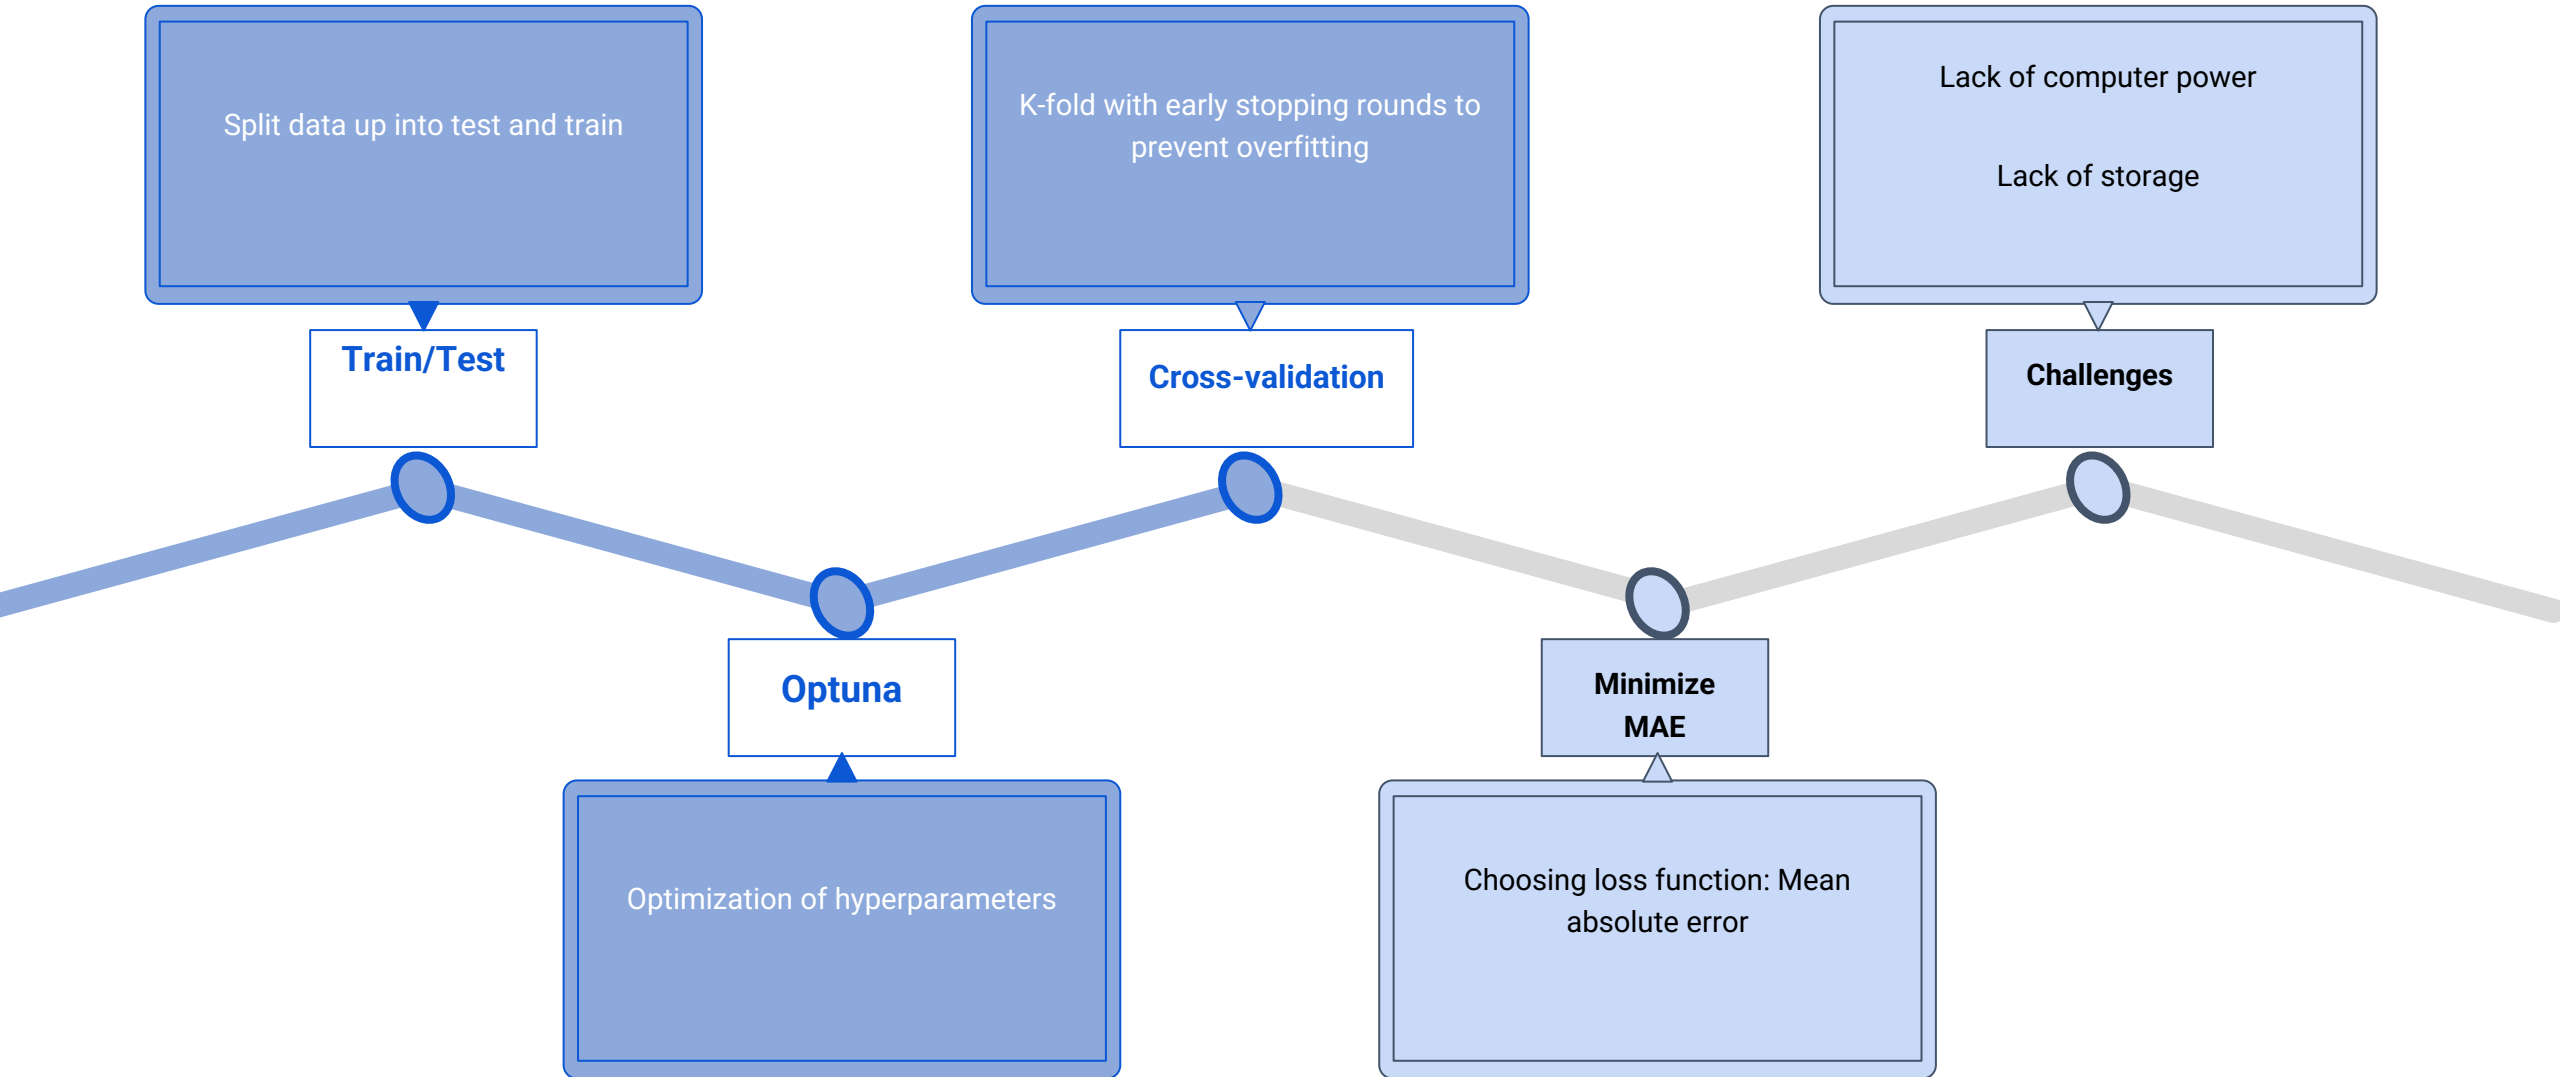 Split data up into test and train
Train/Test
Optuna
Optimization of hyperparameters
K-fold with early stopping rounds to
prevent overfitting
Cross-validation
Minimize
MAE
Choosing loss function: Mean
absolute error
Lack of computer power
Lack of storage
Challenges